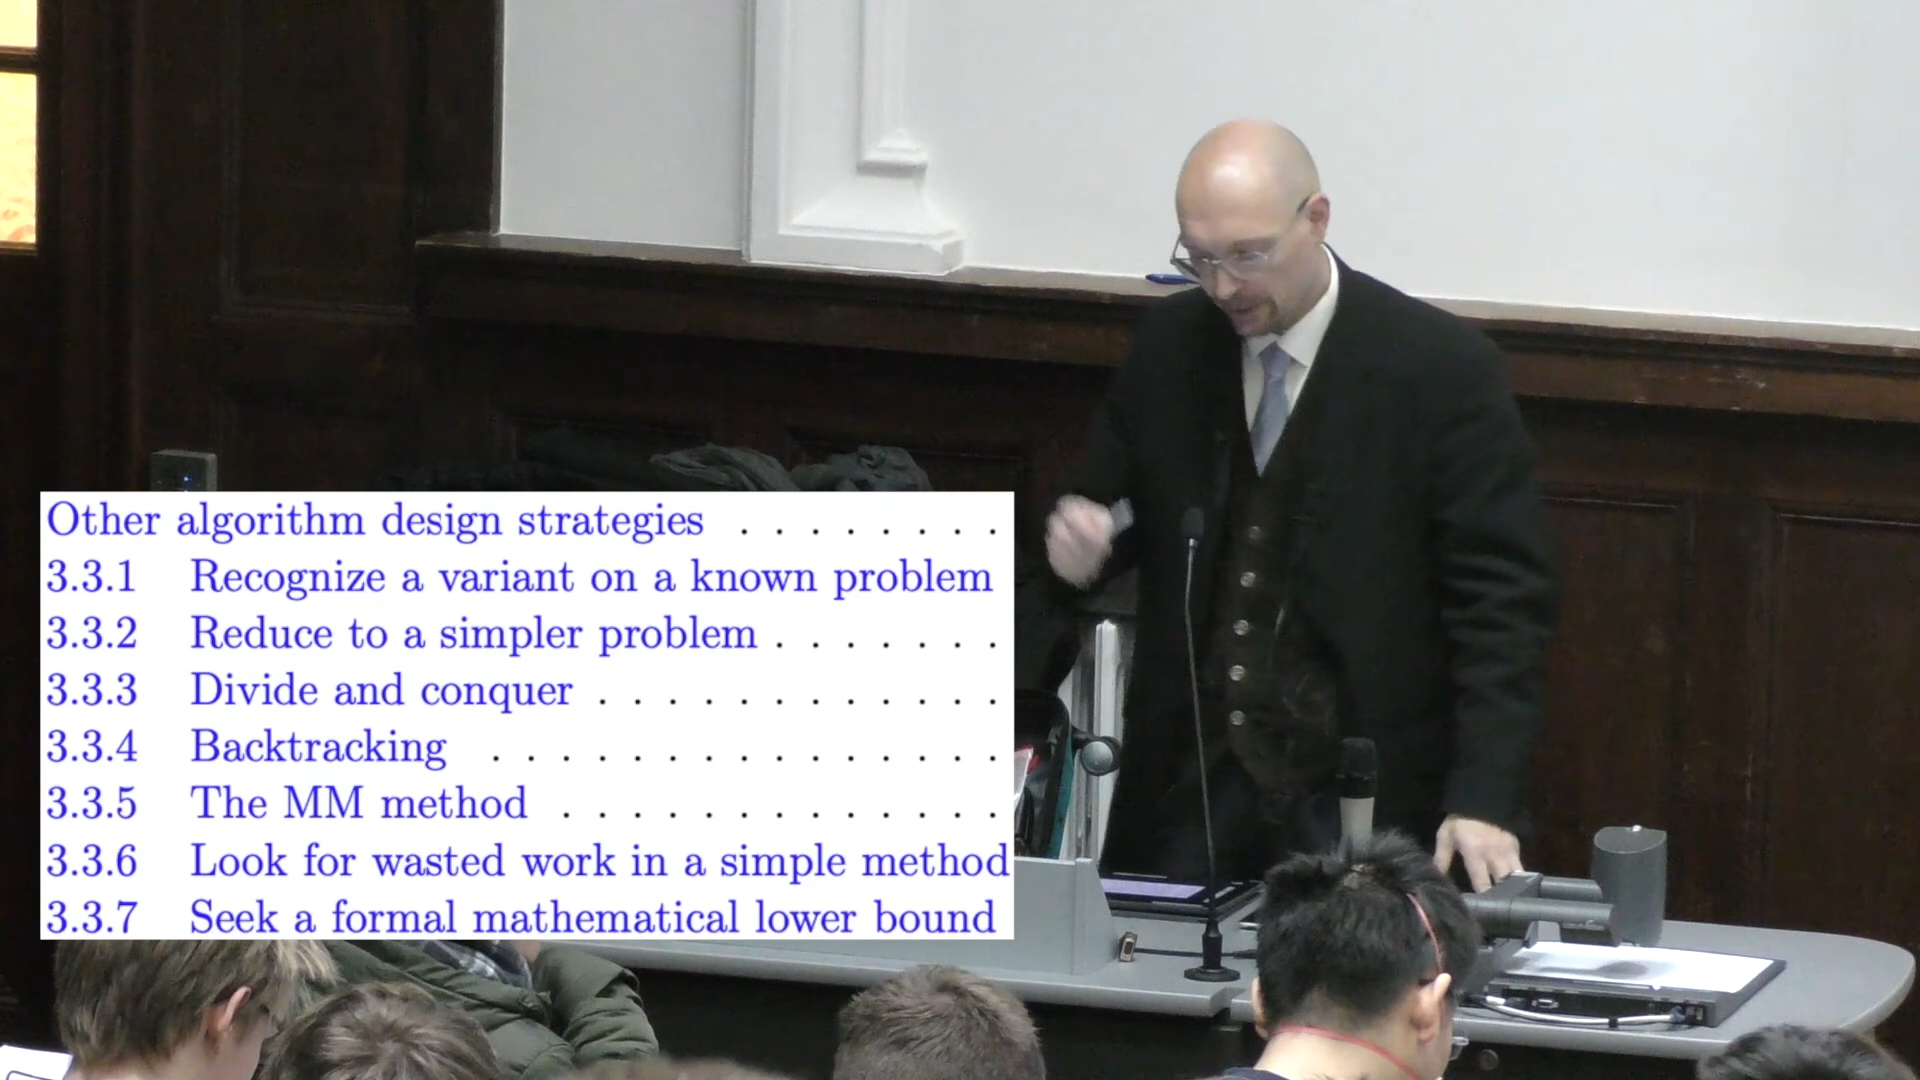 Other algorithm design strategies . . . . . . . .
3.3.1 Recognize a variant on a known problem
3.3.2 Reduce to a simpler problem . . . . . . .
3.3.3 Divide and conquer . . . . . . . . . . . .
3.3.4 Backtracking . . . . . . . . . . . . . . .
3.3.5 The MM method . . . . . . . . . . . . .
3.3.6 Look for wasted work in a simple method
3.3.7 Seek a formal mathematical lower bound